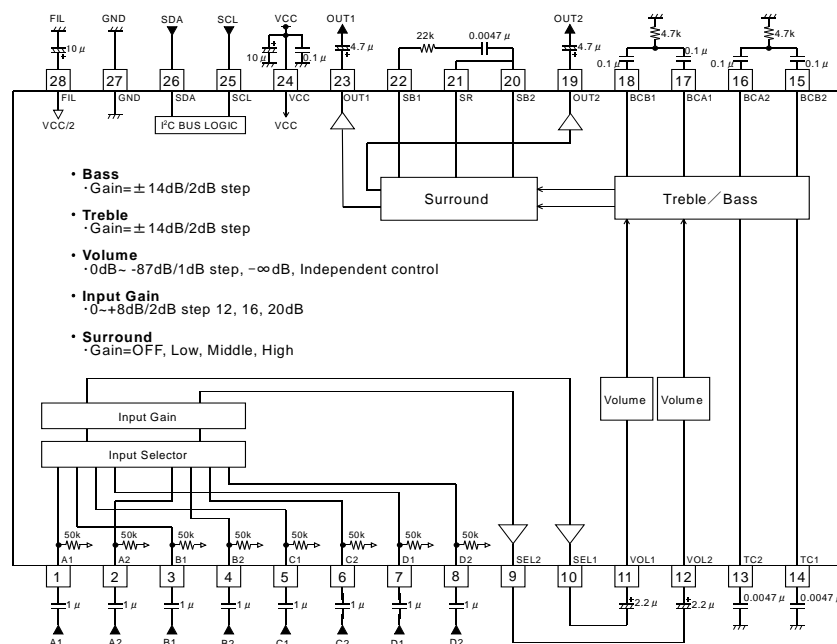 FIL GND SDA SCL VCC OUT1 22k 0.0047μ OUT2 4.7k 4.7k
10μ 10μ 0.1μ 4.7μ 4.7μ 0.1μ 0.1μ 0.1μ 0.1μ
28 27 26 25 24 23 22 21 20 19 18 17 16 15
FIL GND SDA SCL VCC OUT1 SB1 SR SB2 OUT2 BCB1 BCA1 BCA2 BCB2
VCC/2 I²C BUS LOGIC VCC
・Bass
・Gain=±14dB/2dB step
・Treble
・Gain=±14dB/2dB step
・Volume
・0dB~ -87dB/1dB step, −∞dB, Independent control
・Input Gain
・0~+8dB/2dB step 12, 16, 20dB
・Surround
・Gain=OFF, Low, Middle, High
Surround Treble／Bass
Volume Volume
Input Gain
Input Selector
50k 50k 50k 50k 50k 50k 50k 50k
A1 A2 B1 B2 C1 C2 D1 D2 SEL2 SEL1 VOL1 VOL2 TC2 TC1
1 2 3 4 5 6 7 8 9 10 11 12 13 14
1μ 1μ 1μ 1μ 1μ 1μ 1μ 1μ 2.2μ 2.2μ 0.0047μ 0.0047μ
A1 A2 B1 B2 C1 C2 D1 D2